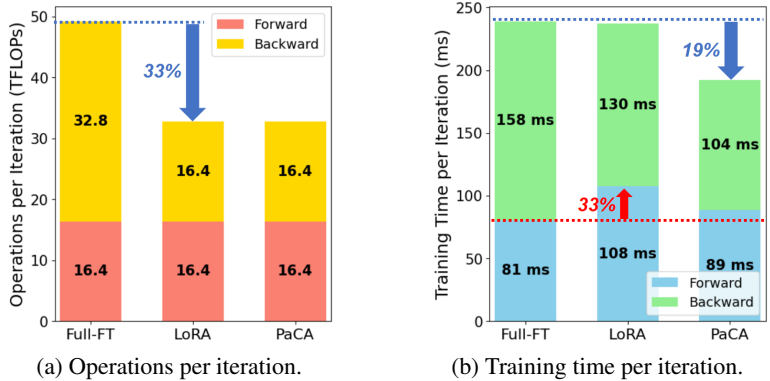 Operations per Iteration (TFLOPs)
50
40
30
20
10
0
Forward
Backward
33%
32.8
16.4
16.4
16.4
16.4
16.4
Full-FT
LoRA
PaCA
(a) Operations per iteration.
Training Time per Iteration (ms)
250
200
150
100
50
0
19%
158 ms
130 ms
104 ms
33%
81 ms
108 ms
89 ms
Forward
Backward
Full-FT
LoRA
PaCA
(b) Training time per iteration.